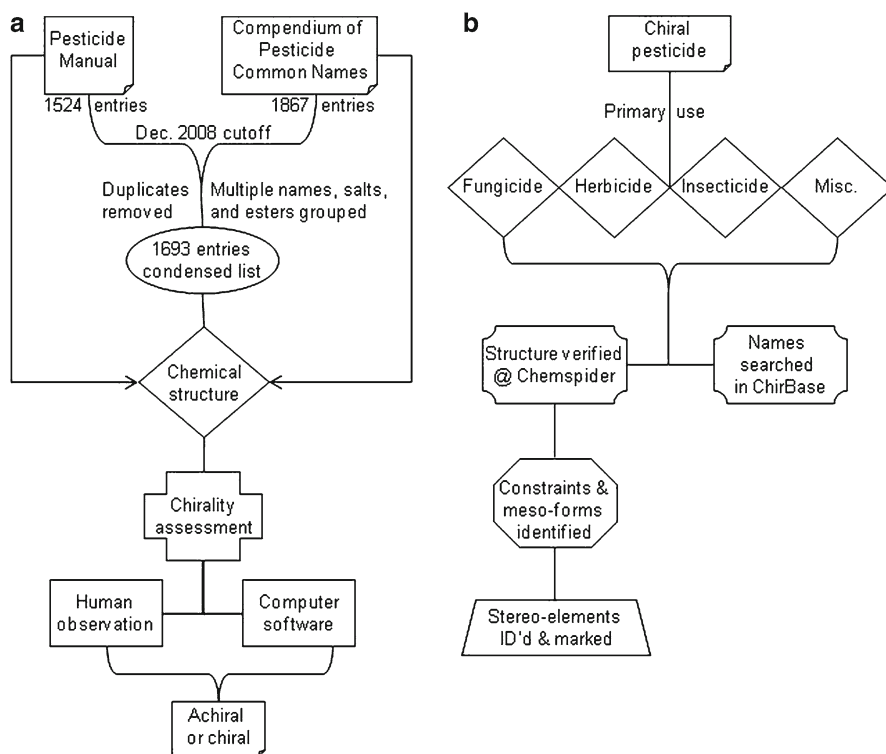 a
Pesticide
Manual
Compendium of
Pesticide
Common Names
1524 entries
1867 entries
Dec. 2008 cutoff
Duplicates
removed
Multiple names, salts,
and esters grouped
1693 entries
condensed list
Chemical
structure
Chirality
assessment
Human
observation
Computer
software
Achiral
or chiral
b
Chiral
pesticide
Primary use
Fungicide
Herbicide
Insecticide
Misc.
Structure verified
@ Chemspider
Names
searched
in ChirBase
Constraints &
meso-forms
identified
Stereo-elements
ID'd & marked